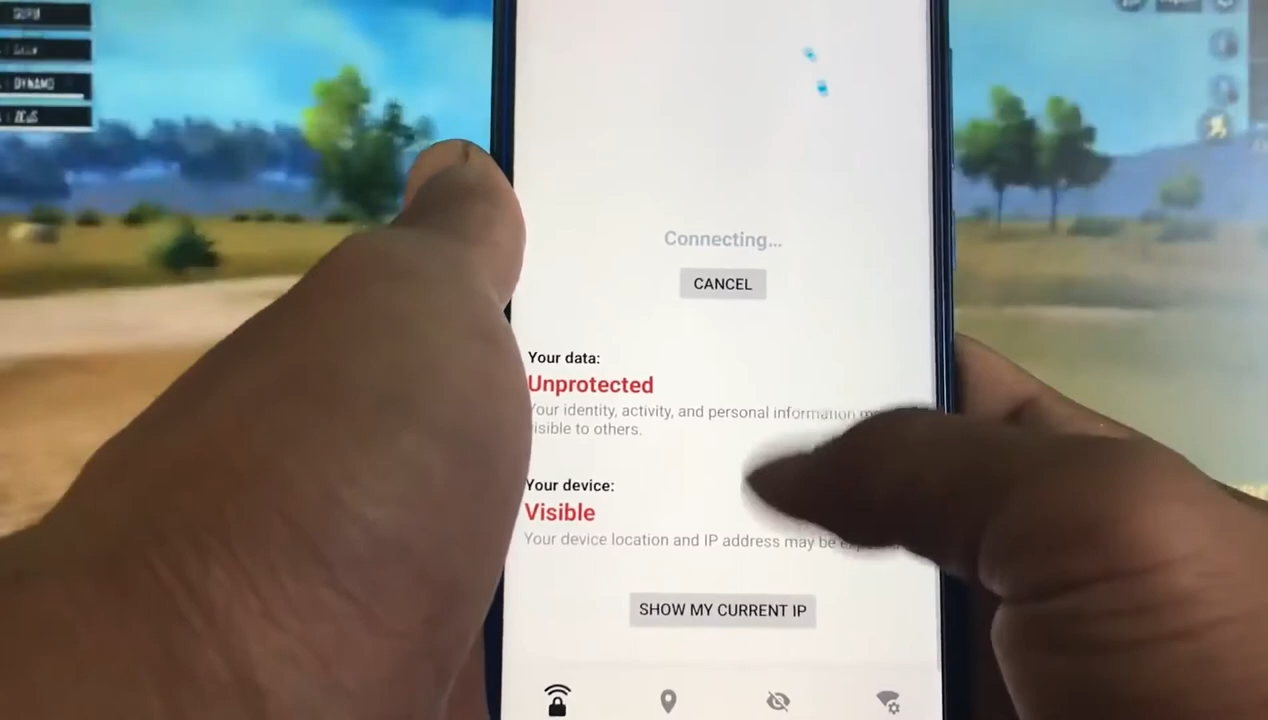 DYNAMO
Connecting...
CANCEL
Your data:
Unprotected
Your identity, activity, and personal information
visible to others.
Your device:
Visible
Your device location and IP address may be
SHOW MY CURRENT IP